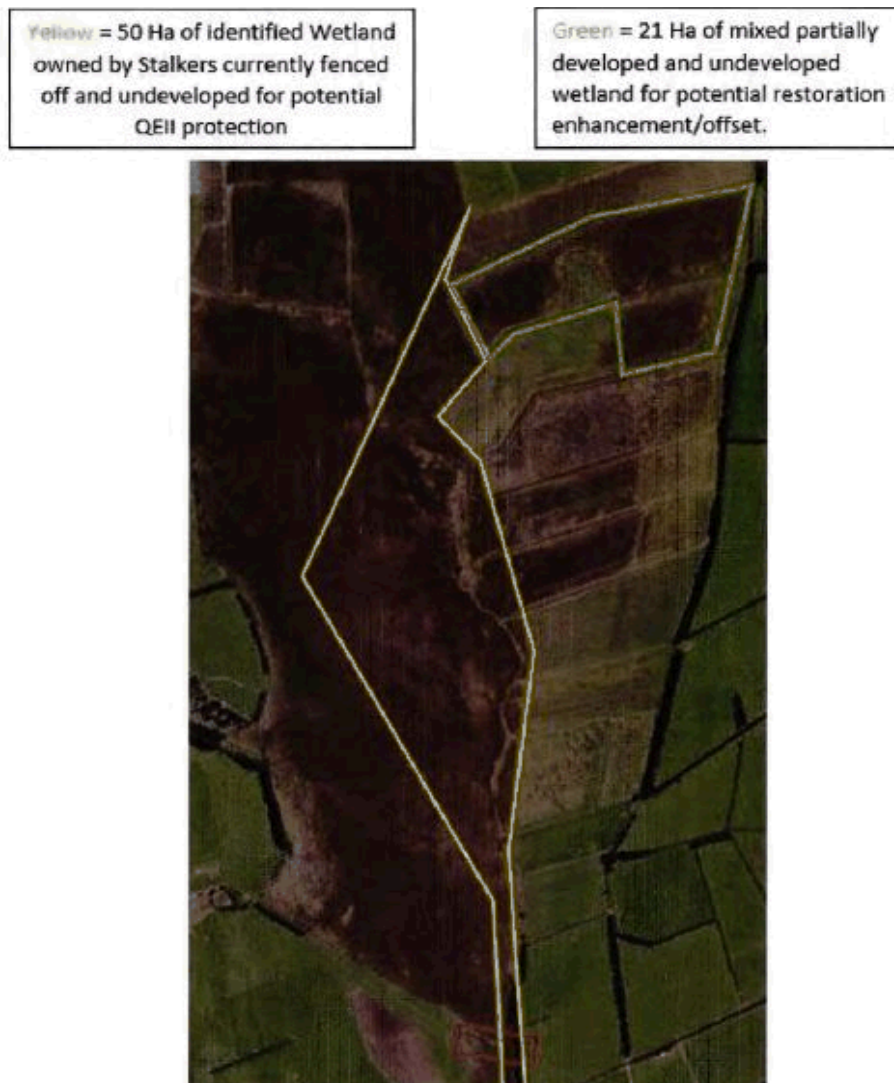 Yellow = 50 Ha of identified Wetland
owned by Stalkers currently fenced
off and undeveloped for potential
QEII protection
Green = 21 Ha of mixed partially
developed and undeveloped
wetland for potential restoration
enhancement/offset.